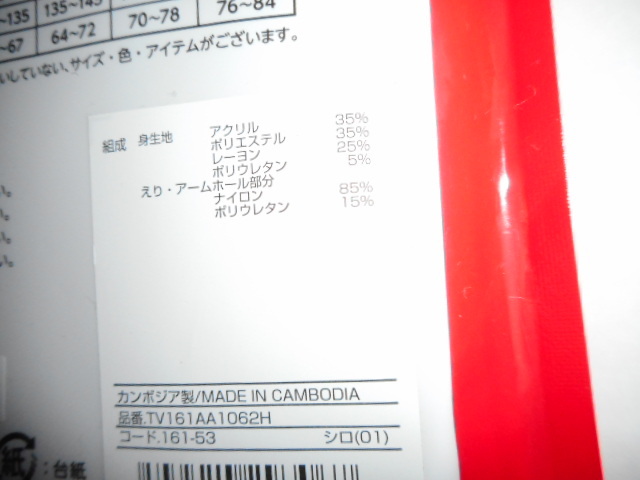 ~135 135~145
70~78 76~84
~67 64~72
いしていない、サイズ・色・アイテムがございます。
組成 身生地 アクリル 35%
ポリエステル 35%
レーヨン 25%
ポリウレタン 5%
えり・アームホール部分
ナイロン 85%
ポリウレタン 15%
い。
い。
い。
い。
カンボジア製/MADE IN CAMBODIA
品番.TV161AA1062H
コード.161-53 シロ(01)
紙:台紙